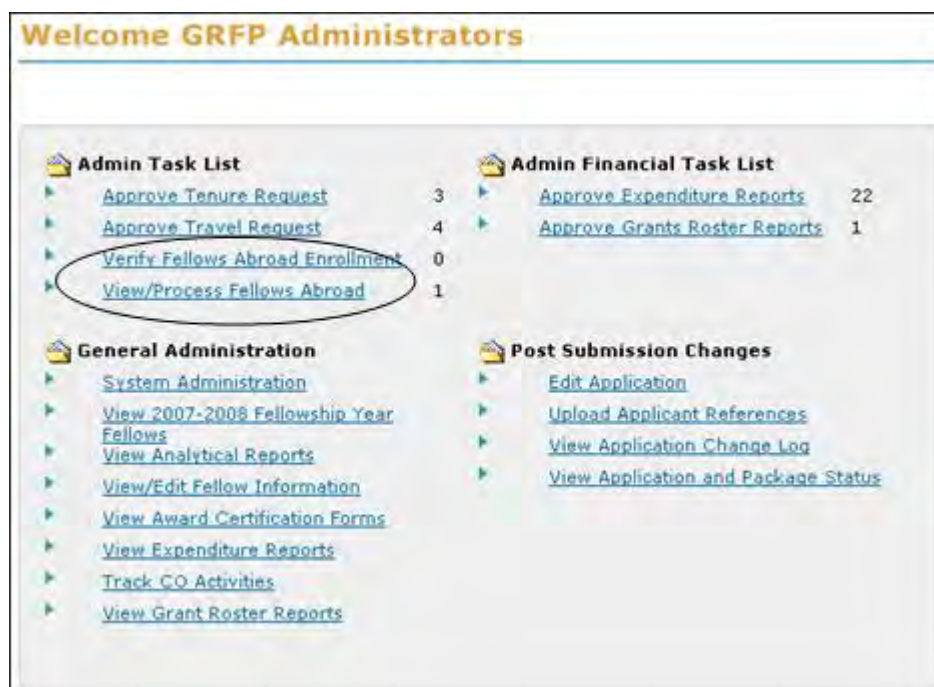 Welcome GRFP Administrators
Admin Task List
Approve Tenure Request 3
Approve Travel Request 4
Verify Fellows Abroad Enrollment 0
View/Process Fellows Abroad 1
Admin Financial Task List
Approve Expenditure Reports 22
Approve Grants Roster Reports 1
General Administration
System Administration
View 2007-2008 Fellowship Year
Fellows
View Analytical Reports
View/Edit Fellow Information
View Award Certification Forms
View Expenditure Reports
Track CO Activities
View Grant Roster Reports
Post Submission Changes
Edit Application
Upload Applicant References
View Application Change Log
View Application and Package Status